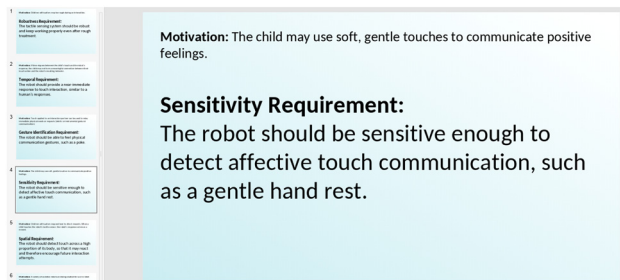 1
Robustness Requirement:
The tactile sensing system should be robust
and keep working properly even after rough
treatment
2
Temporal Requirement:
The robot should provide a near immediate
response to touch interaction, similar to a
human's responses.
3
Gesture Identification Requirement:
The robot should be able to hear physical
communication gestures, such as a poke.
4
Sensitivity Requirement:
The robot should be sensitive enough to
detect affective touch communication, such
as a gentle hand rest.
5
Spatial Requirement:
The robot should detect touch across a high
proportion of its body, so that it may react
and therefore encourage future interaction
attempts.
6
Motivation: The child may use soft, gentle touches to communicate positive
feelings.
Sensitivity Requirement:
The robot should be sensitive enough to
detect affective touch communication, such
as a gentle hand rest.